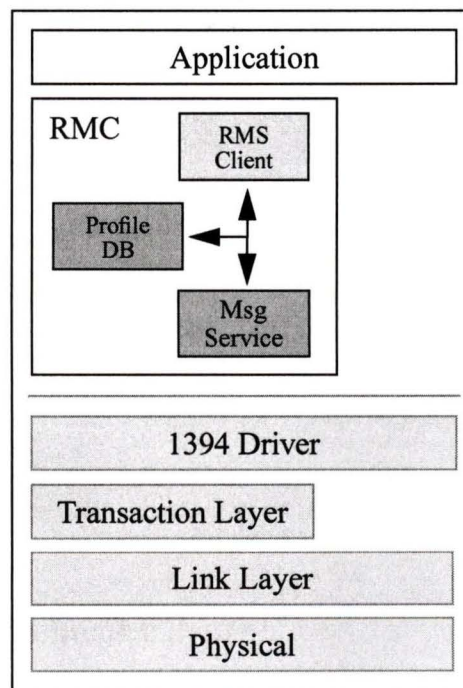 Application
RMC
RMS
Client
Profile
DB
Msg
Service
1394 Driver
Transaction Layer
Link Layer
Physical